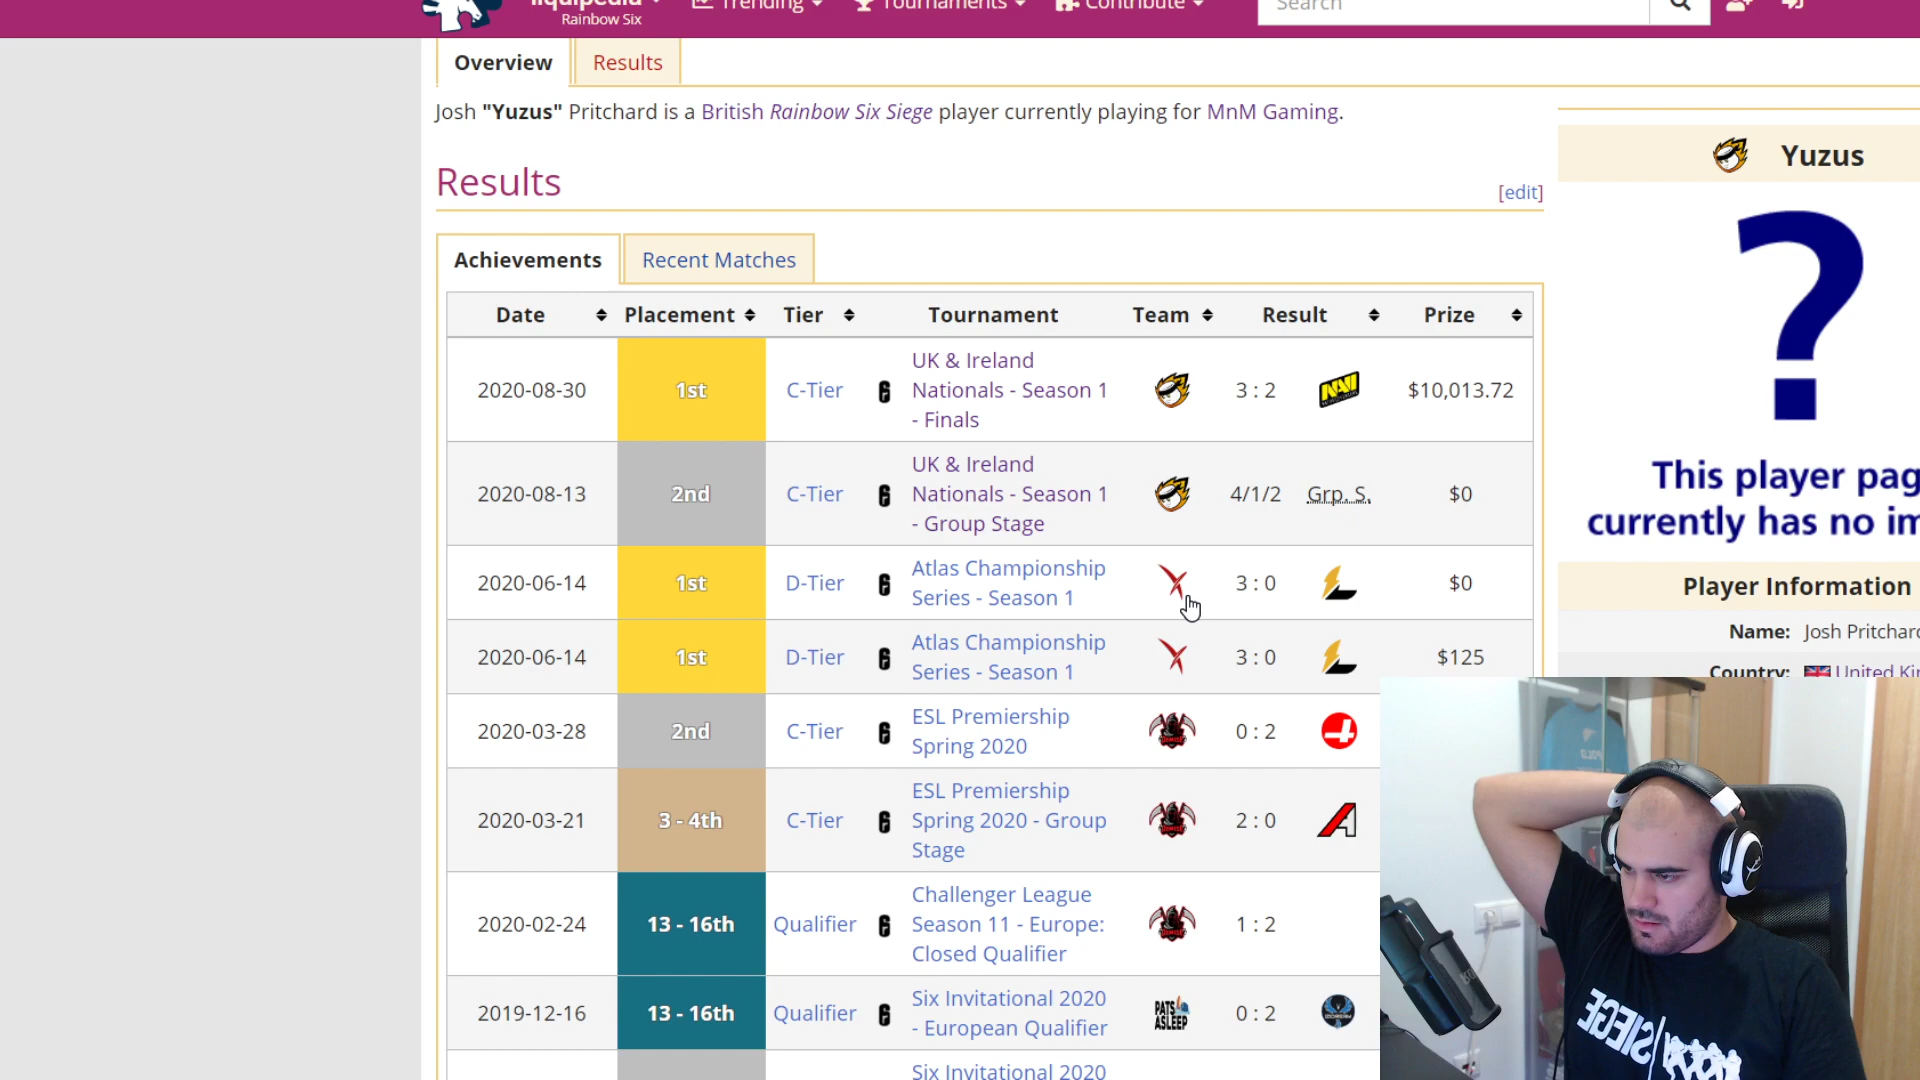 liquipedia
Rainbow Six
Trending
Tournaments
Contribute
Search
Overview
Results
Josh "Yuzus" Pritchard is a British Rainbow Six Siege player currently playing for MnM Gaming.
Results
[edit]
Achievements
Recent Matches
Date Placement Tier Tournament Team Result Prize
2020-08-30 1st C-Tier UK & Ireland Nationals - Season 1 - Finals 3 : 2 NAVI $10,013.72
2020-08-13 2nd C-Tier UK & Ireland Nationals - Season 1 - Group Stage 4/1/2 Grp. S. $0
2020-06-14 1st D-Tier Atlas Championship Series - Season 1 3 : 0 $0
2020-06-14 1st D-Tier Atlas Championship Series - Season 1 3 : 0 $125
2020-03-28 2nd C-Tier ESL Premiership Spring 2020 0 : 2
2020-03-21 3 - 4th C-Tier ESL Premiership Spring 2020 - Group Stage 2 : 0
2020-02-24 13 - 16th Qualifier Challenger League Season 11 - Europe: Closed Qualifier 1 : 2
2019-12-16 13 - 16th Qualifier Six Invitational 2020 - European Qualifier PATS ASLEEP 0 : 2
Six Invitational 2020
Yuzus
?
This player pag
currently has no im
Player Information
Name: Josh Pritchard
Country: United Kin
SIEGE